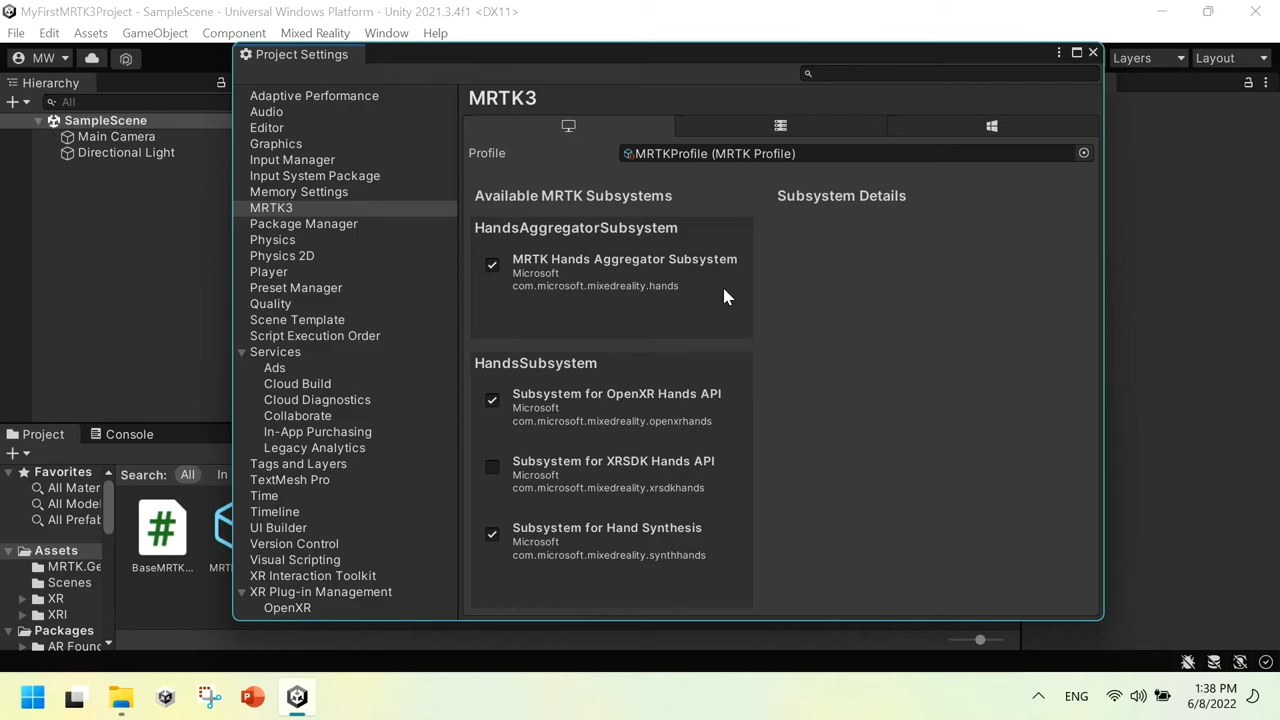 MyFirstMRTK3Project - SampleScene - Universal Windows Platform - Unity 2021.3.4f1 <DX11>
File Edit Assets GameObject Component Mixed Reality Window Help
MW
Layers
Layout
Project Settings
Hierarchy
All
SampleScene
Main Camera
Directional Light
Adaptive Performance
Audio
Editor
Graphics
Input Manager
Input System Package
Memory Settings
MRTK3
Package Manager
Physics
Physics 2D
Player
Preset Manager
Quality
Scene Template
Script Execution Order
Services
Ads
Cloud Build
Cloud Diagnostics
Collaborate
In-App Purchasing
Legacy Analytics
Tags and Layers
TextMesh Pro
Time
Timeline
UI Builder
Version Control
Visual Scripting
XR Interaction Toolkit
XR Plug-in Management
OpenXR
MRTK3
Profile
MRTKProfile (MRTK Profile)
Available MRTK Subsystems
Subsystem Details
HandsAggregatorSubsystem
MRTK Hands Aggregator Subsystem
Microsoft
com.microsoft.mixedreality.hands
HandsSubsystem
Subsystem for OpenXR Hands API
Microsoft
com.microsoft.mixedreality.openxrhands
Subsystem for XRSDK Hands API
Microsoft
com.microsoft.mixedreality.xrsdkhands
Subsystem for Hand Synthesis
Microsoft
com.microsoft.mixedreality.synthhands
Project
Console
Favorites
All Mater
All Model
All Prefab
Assets
MRTK.Ge
Scenes
XR
XRI
Packages
AR Foun
Search: All In
BaseMRTK...
MRT
ENG
1:38 PM
6/8/2022